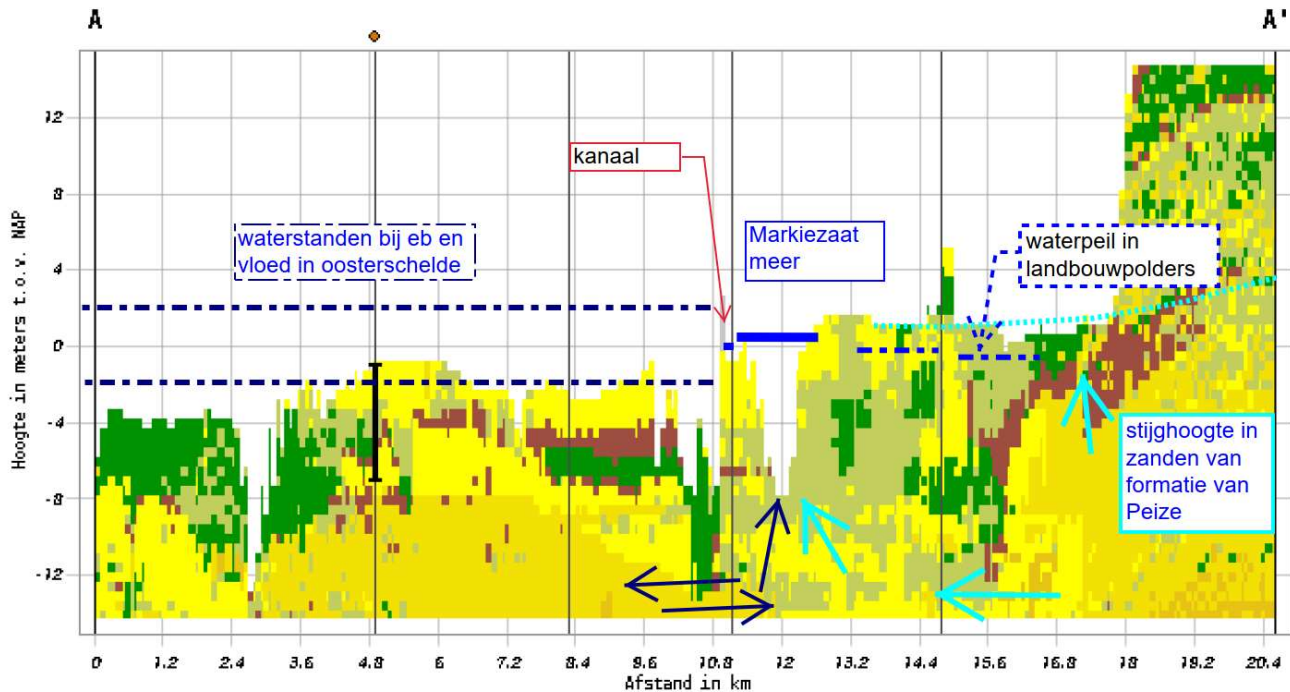 A
A'
kanaal
waterstanden bij eb en
vloed in oosterschelde
Markiezaat
meer
waterpeil in
landbouwpolders
stijghoogte in
zanden van
formatie van
Peize
Hoogte in meters t.o.v. NAP
12
8
4
0
-4
-8
-12
0 1.2 2.4 3.6 4.8 6 7.2 8.4 9.6 10.8 12 13.2 14.4 15.6 16.8 18 19.2 20.4
Afstand in km